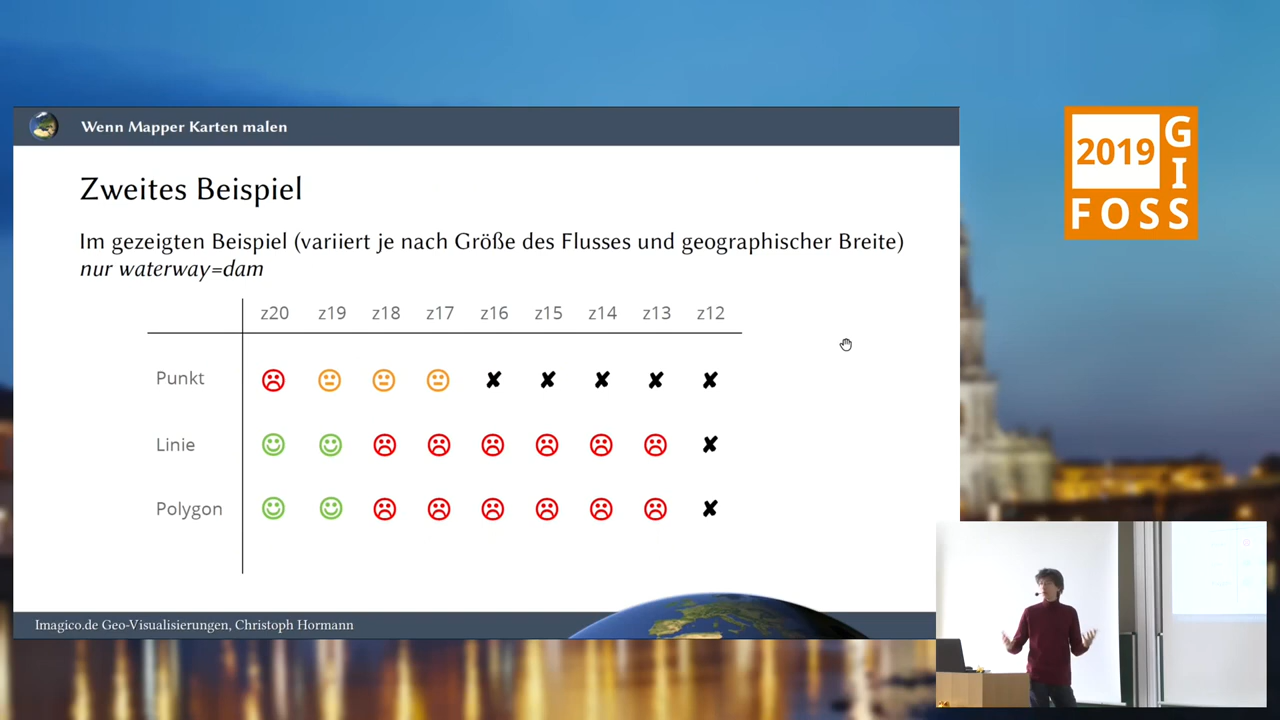 Wenn Mapper Karten malen
Zweites Beispiel
Im gezeigten Beispiel (variiert je nach Größe des Flusses und geographischer Breite)
nur waterway=dam
z20 z19 z18 z17 z16 z15 z14 z13 z12
Punkt
Linie
Polygon
Imagico.de Geo-Visualisierungen, Christoph Hormann
2019
GIS
FOSS